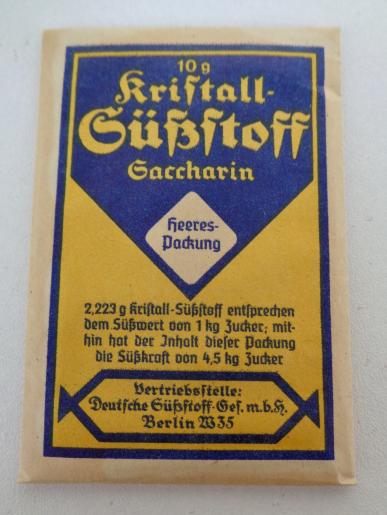 10 g
Kriſtall-
Süßſtoff
Saccharin
Heeres-
Packung
2,223 g Kriſtall-Süßſtoff entſprechen
dem Süßwert von 1 kg Zucker; mit-
hin hat der Inhalt dieſer Packung
die Süßkraft von 4,5 kg Zucker
Vertriebsſtelle:
Deutſche Süßſtoff-Geſ. m. b. H.
Berlin W35